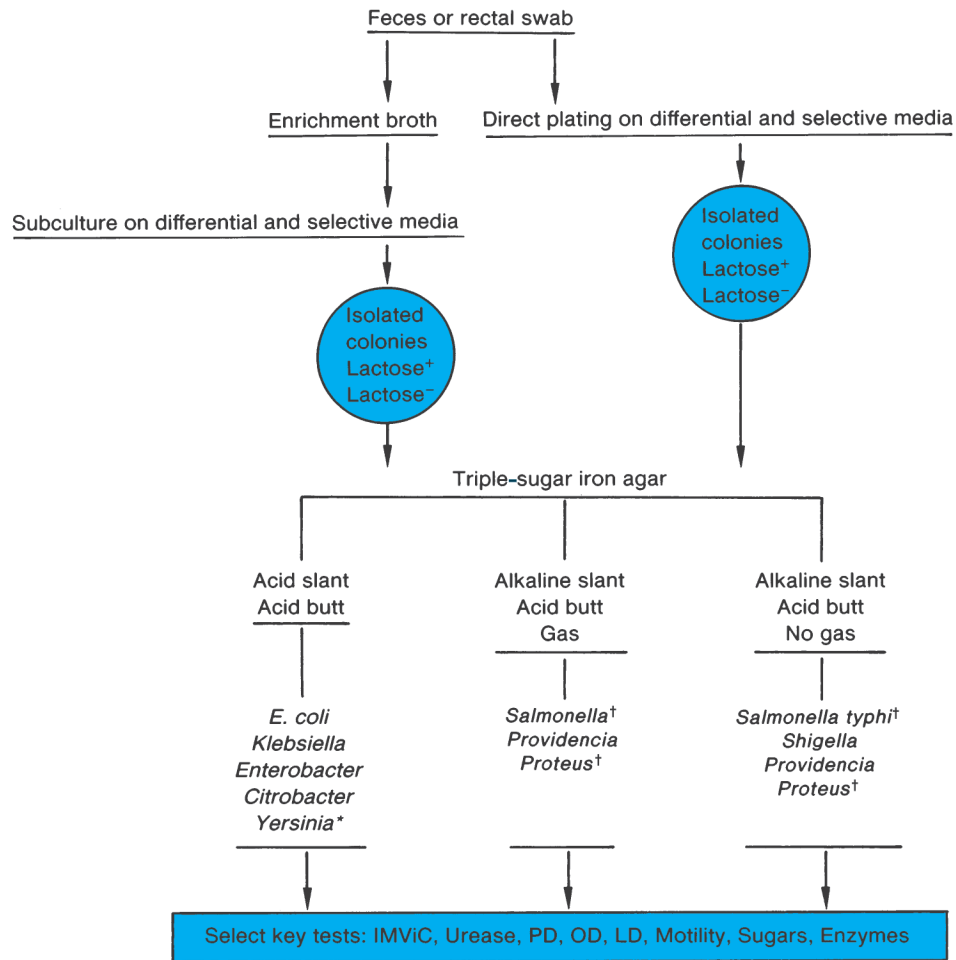 Feces or rectal swab
Enrichment broth
Direct plating on differential and selective media
Subculture on differential and selective media
Isolated
colonies
Lactose⁺
Lactose⁻
Isolated
colonies
Lactose⁺
Lactose⁻
Triple-sugar iron agar
Acid slant
Acid butt
Alkaline slant
Acid butt
Gas
Alkaline slant
Acid butt
No gas
E. coli
Klebsiella
Enterobacter
Citrobacter
Yersinia*
Salmonella†
Providencia
Proteus†
Salmonella typhi†
Shigella
Providencia
Proteus†
Select key tests: IMViC, Urease, PD, OD, LD, Motility, Sugars, Enzymes